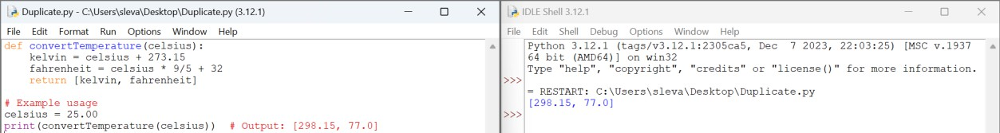 Duplicate.py - C:\Users\sleva\Desktop\Duplicate.py (3.12.1)
File Edit Format Run Options Window Help
def convertTemperature(celsius):
    kelvin = celsius + 273.15
    fahrenheit = celsius * 9/5 + 32
    return [kelvin, fahrenheit]

# Example usage
celsius = 25.00
print(convertTemperature(celsius))  # Output: [298.15, 77.0]
IDLE Shell 3.12.1
File Edit Shell Debug Options Window Help
Python 3.12.1 (tags/v3.12.1:2305ca5, Dec  7 2023, 22:03:25) [MSC v.1937
64 bit (AMD64)] on win32
Type "help", "copyright", "credits" or "license()" for more information.
>>>
= RESTART: C:\Users\sleva\Desktop\Duplicate.py
[298.15, 77.0]
>>>